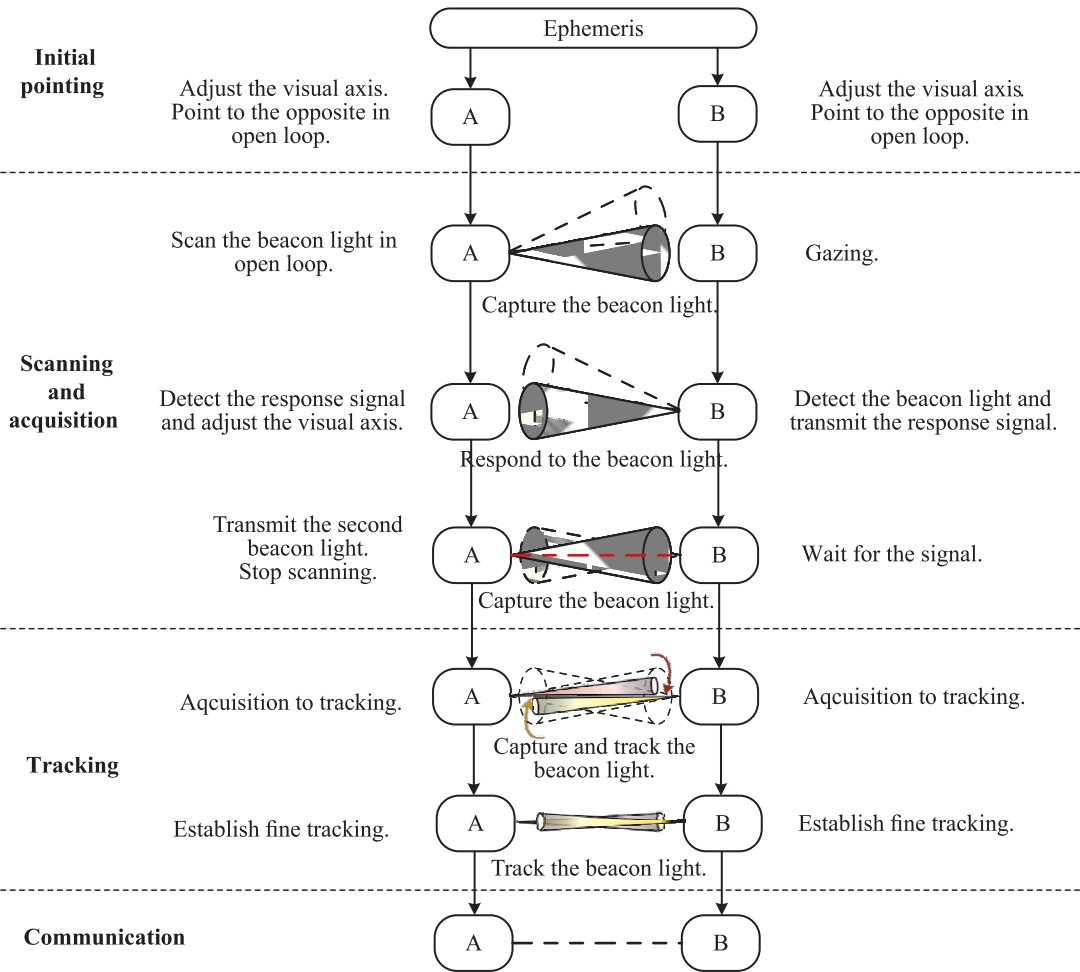 Ephemeris
Initial
pointing
Adjust the visual axis.
Point to the opposite in
open loop.
A
B
Adjust the visual axis.
Point to the opposite in
open loop.
Scan the beacon light in
open loop.
A
B
Gazing.
Capture the beacon light.
Scanning
and
acquisition
Detect the response signal
and adjust the visual axis.
A
B
Detect the beacon light and
transmit the response signal.
Respond to the beacon light.
Transmit the second
beacon light.
Stop scanning.
A
B
Wait for the signal.
Capture the beacon light.
Aqcuisition to tracking.
A
B
Aqcuisition to tracking.
Capture and track the
beacon light.
Tracking
Establish fine tracking.
A
B
Establish fine tracking.
Track the beacon light.
Communication
A
B